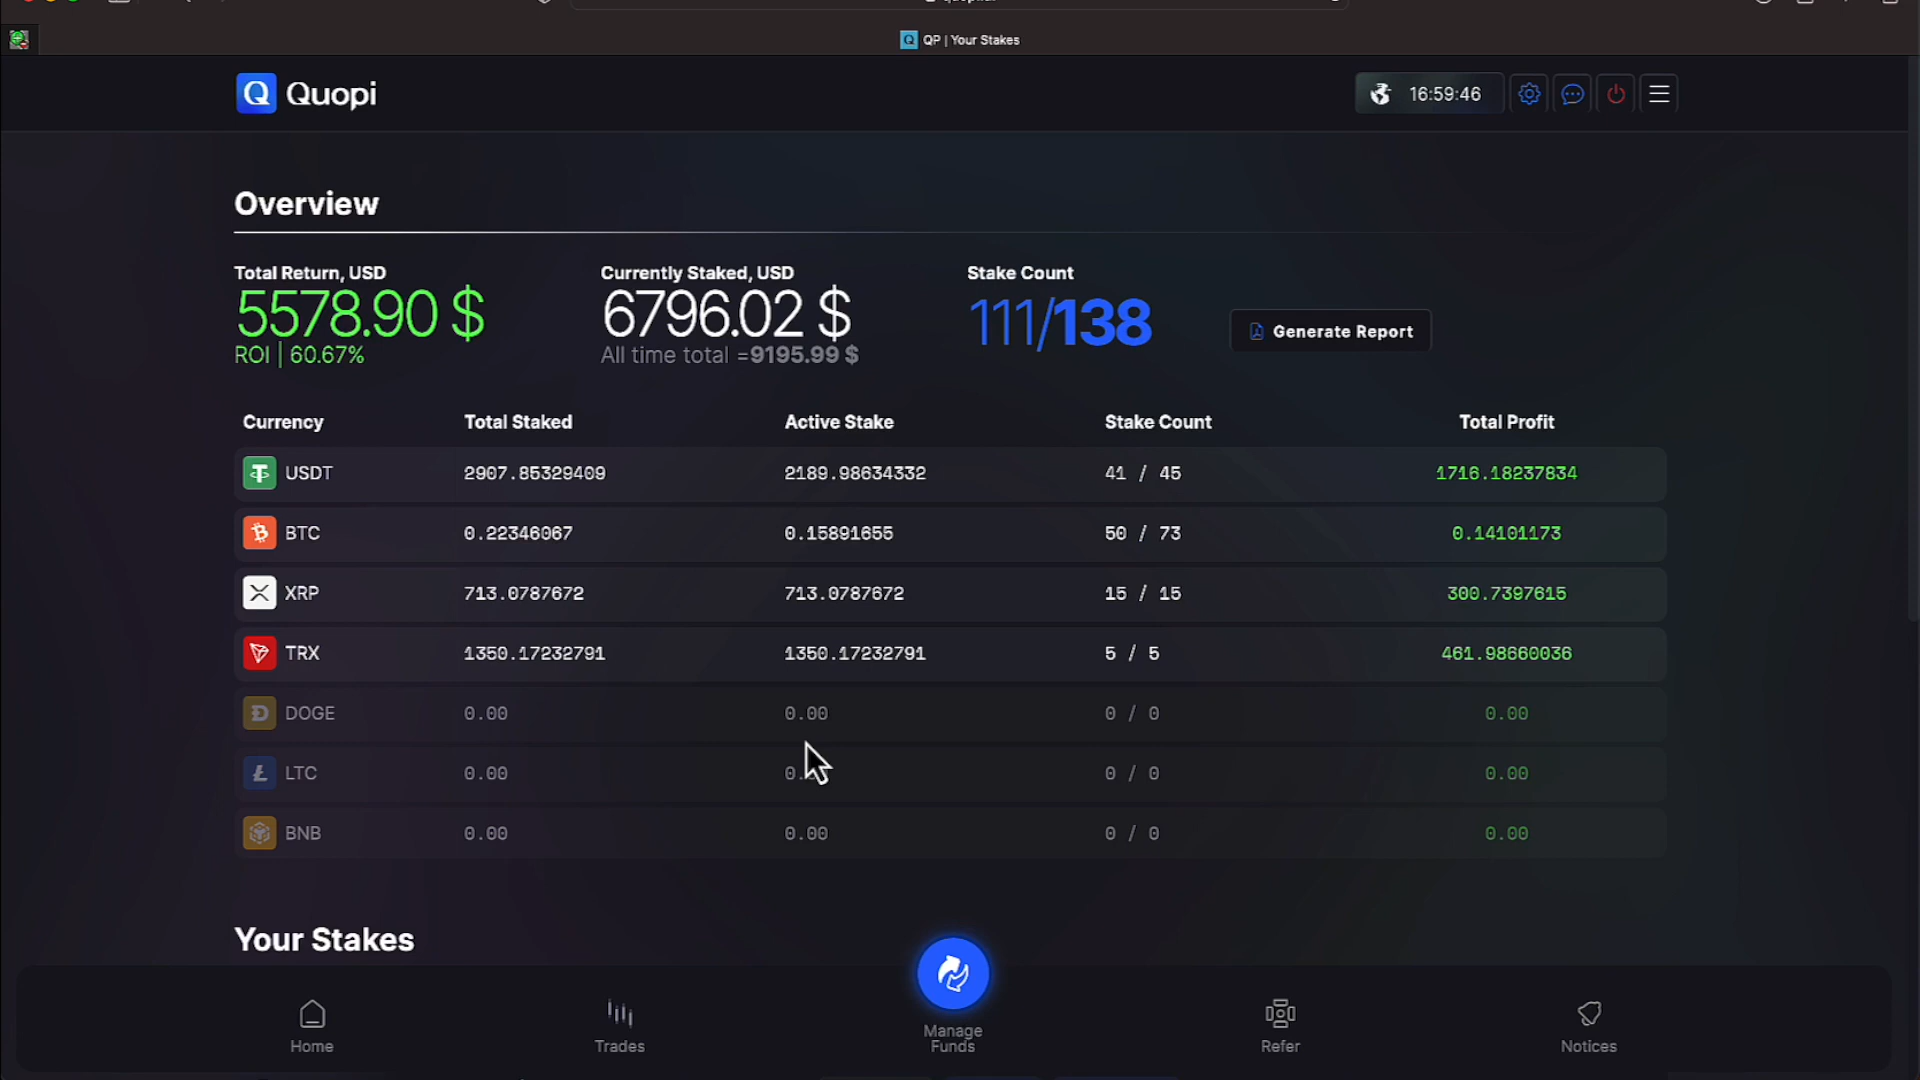 QP | Your Stakes
Quopi
16:59:46
Overview
Total Return, USD
5578.90 $
ROI | 60.67%
Currently Staked, USD
6796.02 $
All time total =9195.99 $
Stake Count
111/138
Generate Report
Currency Total Staked Active Stake Stake Count Total Profit
USDT 2907.85329409 2189.98634332 41 / 45 1716.18237834
BTC 0.22346067 0.15891655 50 / 73 0.14101173
XRP 713.0787672 713.0787672 15 / 15 300.7397615
TRX 1350.17232791 1350.17232791 5 / 5 461.98660036
DOGE 0.00 0.00 0 / 0 0.00
LTC 0.00 0 / 0 0.00
BNB 0.00 0.00 0 / 0 0.00
Your Stakes
Home
Trades
Manage
Funds
Refer
Notices